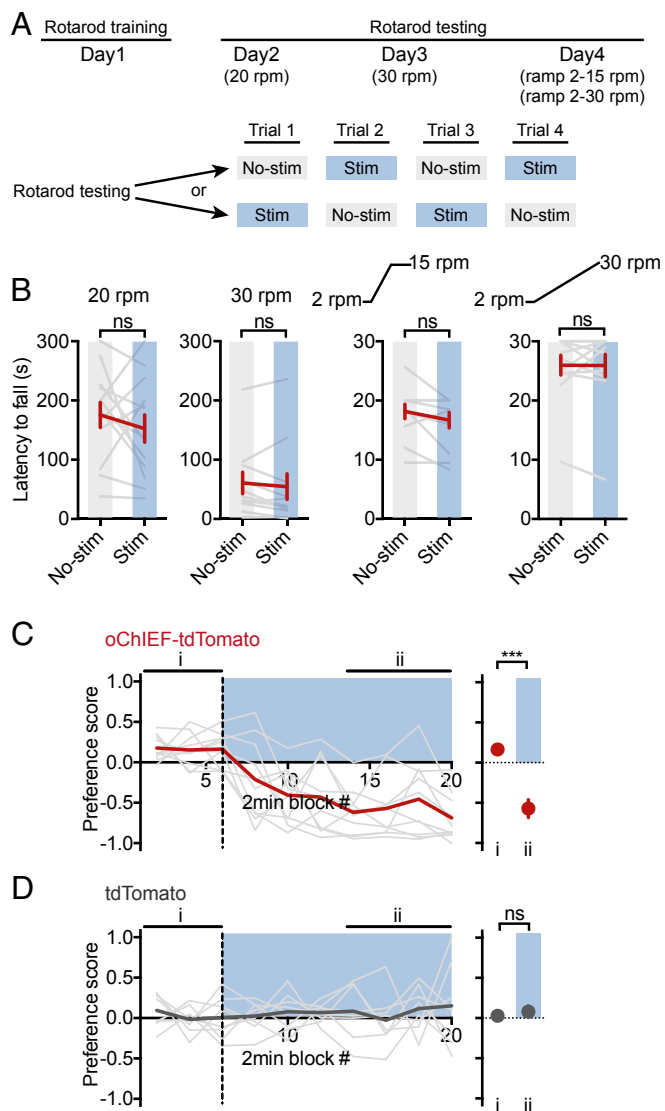 A
Rotarod training
Rotarod testing
Day1
Day2
Day3
Day4
(20 rpm)
(30 rpm)
(ramp 2-15 rpm)
(ramp 2-30 rpm)
Trial 1
Trial 2
Trial 3
Trial 4
No-stim
Stim
No-stim
Stim
Rotarod testing
or
Stim
No-stim
Stim
No-stim
B
20 rpm
30 rpm
2 rpm
15 rpm
2 rpm
30 rpm
ns
ns
ns
ns
Latency to fall (s)
300
200
100
0
300
200
100
0
30
20
10
0
30
20
10
0
No-stim
Stim
No-stim
Stim
No-stim
Stim
No-stim
Stim
C
oChIEF-tdTomato
i
ii
***
Preference score
1.0
0.5
0.0
-0.5
-1.0
5
10
15
20
2min block #
i
ii
D
tdTomato
i
ii
ns
Preference score
1.0
0.5
0.0
-0.5
-1.0
10
20
2min block #
i
ii